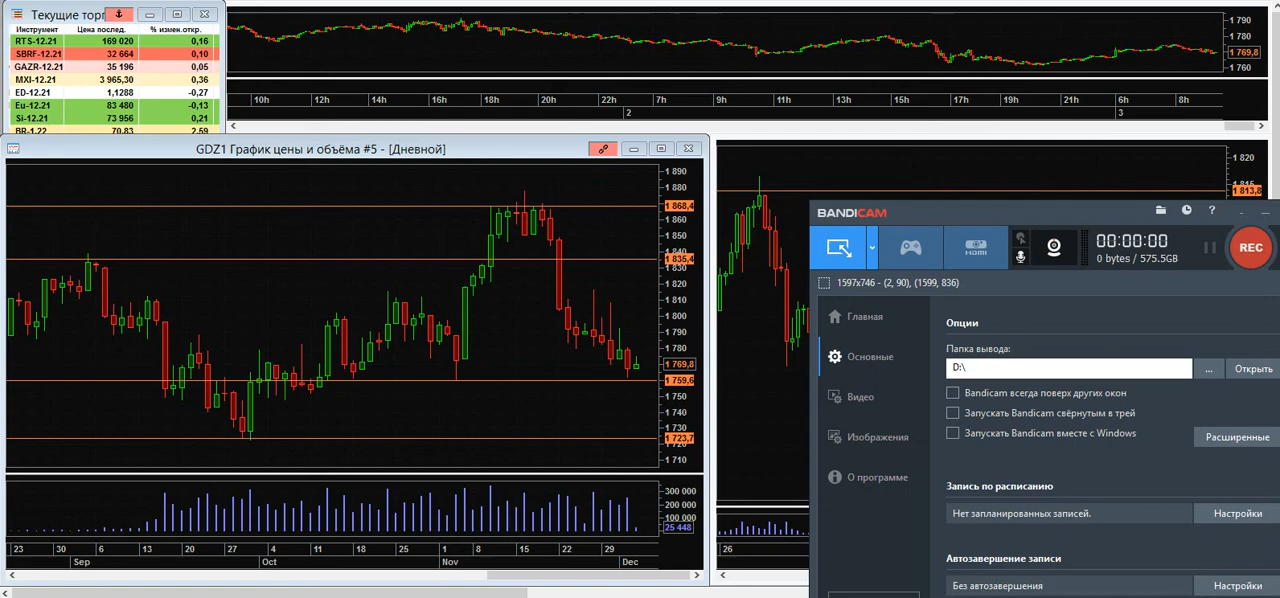 Текущие тор
Инструмент Цена послед. % измен.откр.
RTS-12.21 169 020 0,16
SBRF-12.21 32 664 0,10
GAZR-12.21 35 196 0,05
MXI-12.21 3 965,30 0,36
ED-12.21 1,1288 -0,27
Eu-12.21 83 480 -0,13
Si-12.21 73 956 0,21
BR-1.22 70,83 2,59
1 790
1 780
1 769,8
1 760
10h 12h 14h 16h 18h 20h 22h 7h 9h 11h 13h 15h 17h 19h 21h 6h 8h
2 3
GDZ1 График цены и объёма #5 - [Дневной]
1 890
1 880
1 868,4
1 860
1 850
1 840
1 835,4
1 830
1 820
1 810
1 800
1 790
1 780
1 769,8
1 759,6
1 750
1 740
1 730
1 723,7
1 720
1 710
300 000
200 000
100 000
25 448
23 30 6 13 20 27 4 11 18 25 1 8 15 22 29
Sep Oct Nov Dec
1 820
1 815
1 813,8
26
BANDICAM
?
HDMI
00:00:00
0 bytes / 575.5GB
REC
1597x746 - (2, 90), (1599, 836)
Главная
Основные
Видео
Изображения
О программе
Опции
Папка вывода:
D:\
... Открыть
Bandicam всегда поверх других окон
Запускать Bandicam свёрнутым в трей
Запускать Bandicam вместе с Windows
Расширенные
Запись по расписанию
Нет запланированных записей. Настройки
Автозавершение записи
Без автозавершения Настройки